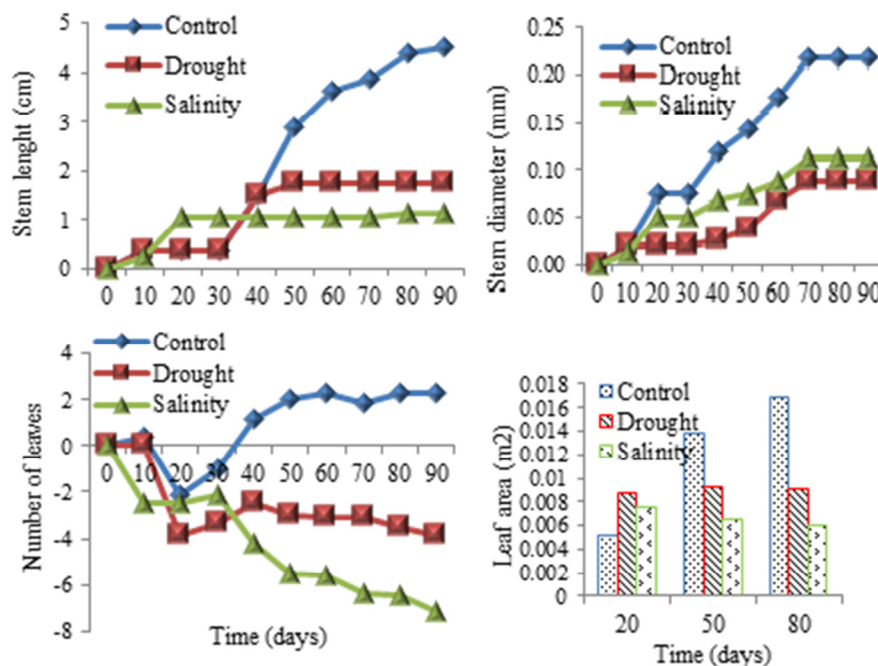 Stem lenght (cm)
5
4
3
2
1
0
Control
Drought
Salinity
0 10 20 30 40 50 60 70 80 90
Stem diameter (mm)
0.25
0.20
0.15
0.10
0.05
0.00
Control
Drought
Salinity
0 10 20 30 40 50 60 70 80 90
Number of leaves
4
2
0
-2
-4
-6
-8
Control
Drought
Salinity
0 10 20 30 40 50 60 70 80 90
Time (days)
Leaf area (m2)
0.018
0.016
0.014
0.012
0.01
0.008
0.006
0.004
0.002
0
Control
Drought
Salinity
20 50 80
Time (days)